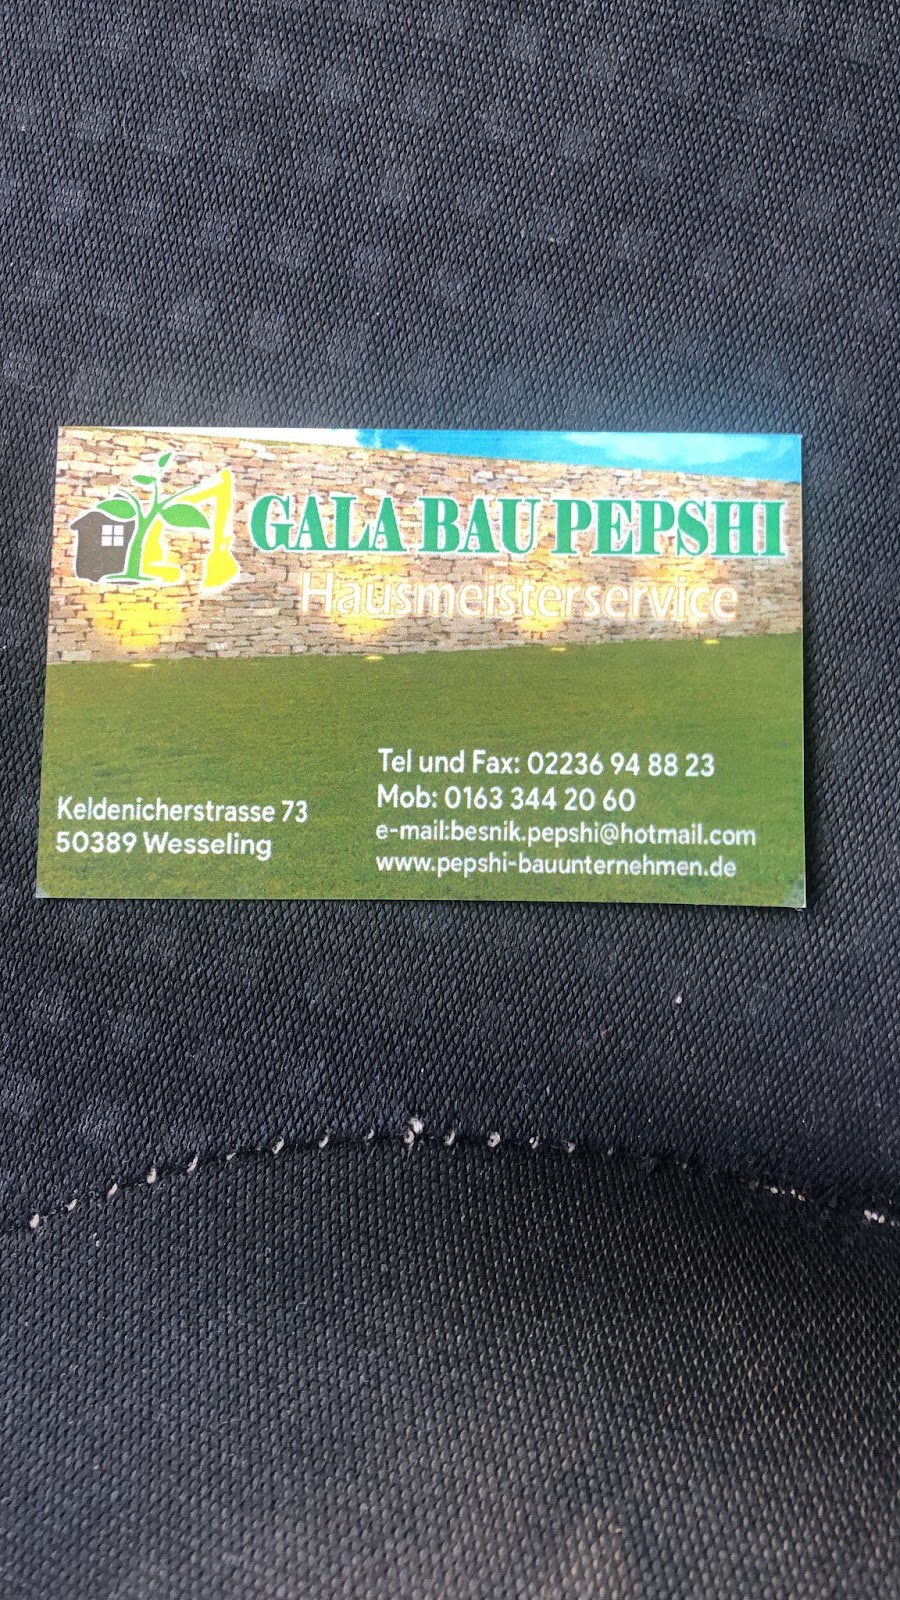 GALA BAU PEPSHI
Hausmeisterservice
Keldenicherstrasse 73
50389 Wesseling
Tel und Fax: 02236 94 88 23
Mob: 0163 344 20 60
e-mail:besnik.pepshi@hotmail.com
www.pepshi-bauunternehmen.de